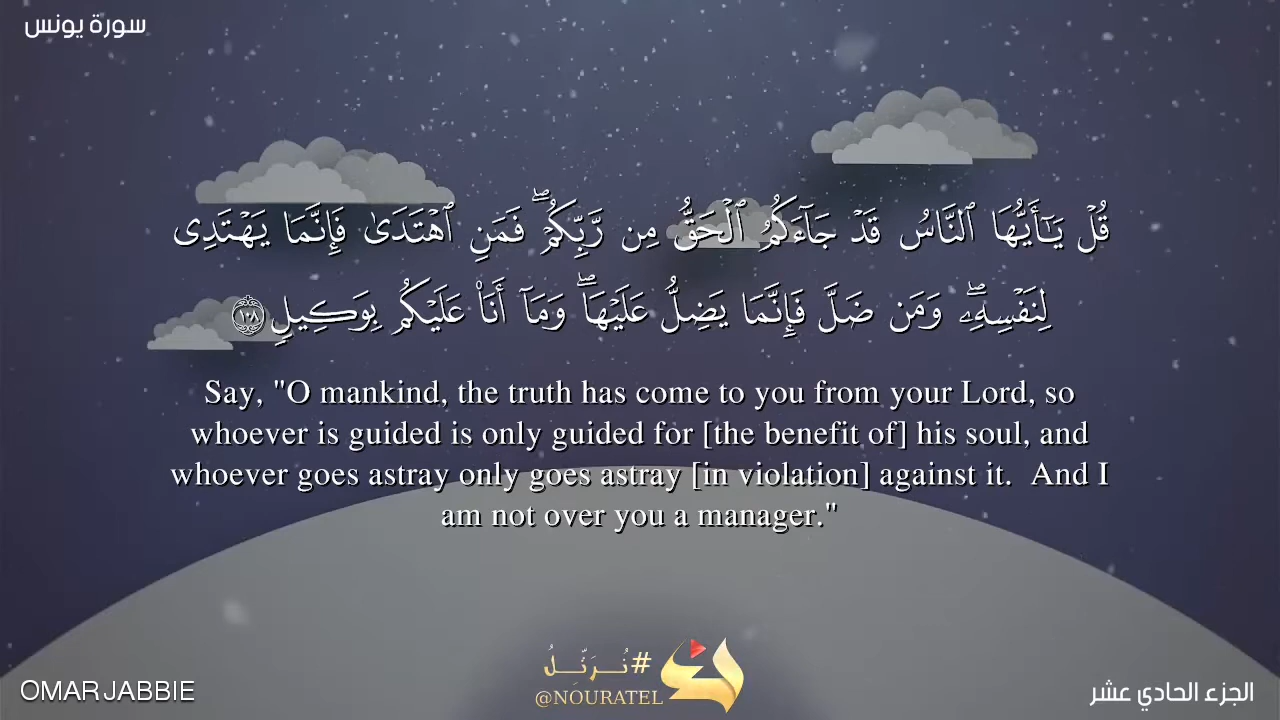 سورة يونس
قُلْ يَـٰٓأَيُّهَا ٱلنَّاسُ قَدْ جَآءَكُمُ ٱلْحَقُّ مِن رَّبِّكُمْ ۖ فَمَنِ ٱهْتَدَىٰ فَإِنَّمَا يَهْتَدِى
لِنَفْسِهِۦ ۖ وَمَن ضَلَّ فَإِنَّمَا يَضِلُّ عَلَيْهَا ۖ وَمَآ أَنَا۠ عَلَيْكُم بِوَكِيلٍ ١٠٨
Say, "O mankind, the truth has come to you from your Lord, so
whoever is guided is only guided for [the benefit of] his soul, and
whoever goes astray only goes astray [in violation] against it.  And I
am not over you a manager."
#نُـرَتِّـلُ
@NOURATEL
OMAR JABBIE
الجزء الحادي عشر